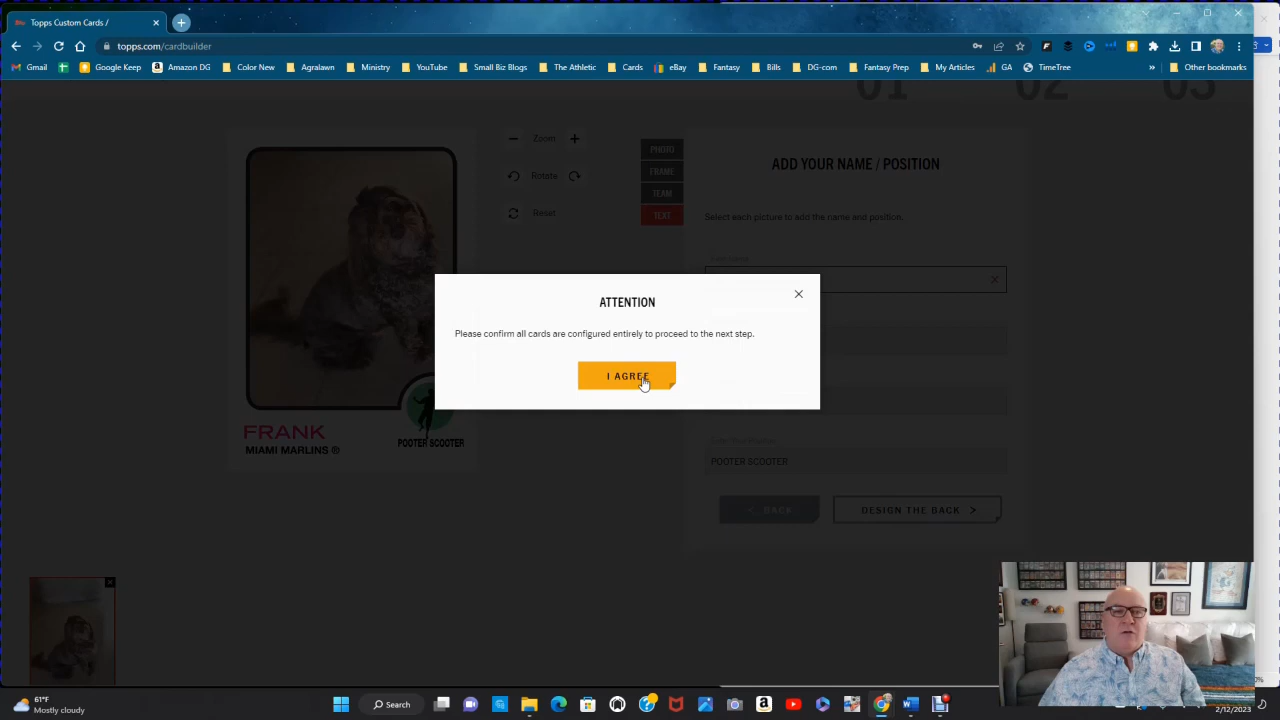 Topps Custom Cards /
topps.com/cardbuilder
Gmail
Google Keep
Amazon DG
Color New
Agralawn
Ministry
YouTube
Small Biz Blogs
The Athletic
Cards
eBay
Fantasy
Bills
DG-com
Fantasy Prep
My Articles
GA
TimeTree
»
Other bookmarks
01 02 03
Zoom
Rotate
Reset
PHOTO
FRAME
TEAM
TEXT
ADD YOUR NAME / POSITION
Select each picture to add the name and position.
ATTENTION
Please confirm all cards are configured entirely to proceed to the next step.
I AGREE
FRANK
MIAMI MARLINS ®
POOTER SCOOTER
POOTER SCOOTER
< BACK
DESIGN THE BACK >
61°F
Mostly cloudy
Search
2/12/2023